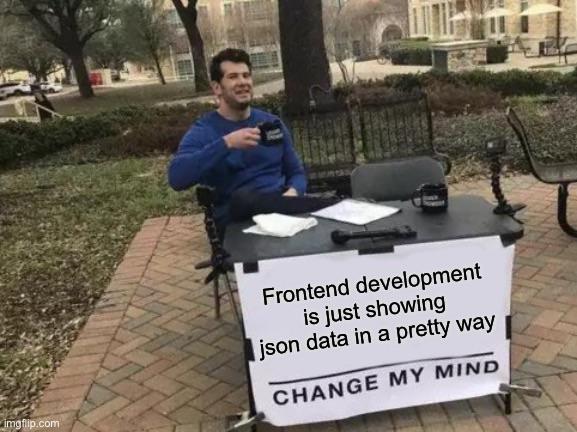 Frontend development
is just showing
json data in a pretty way
CHANGE MY MIND
imgflip.com